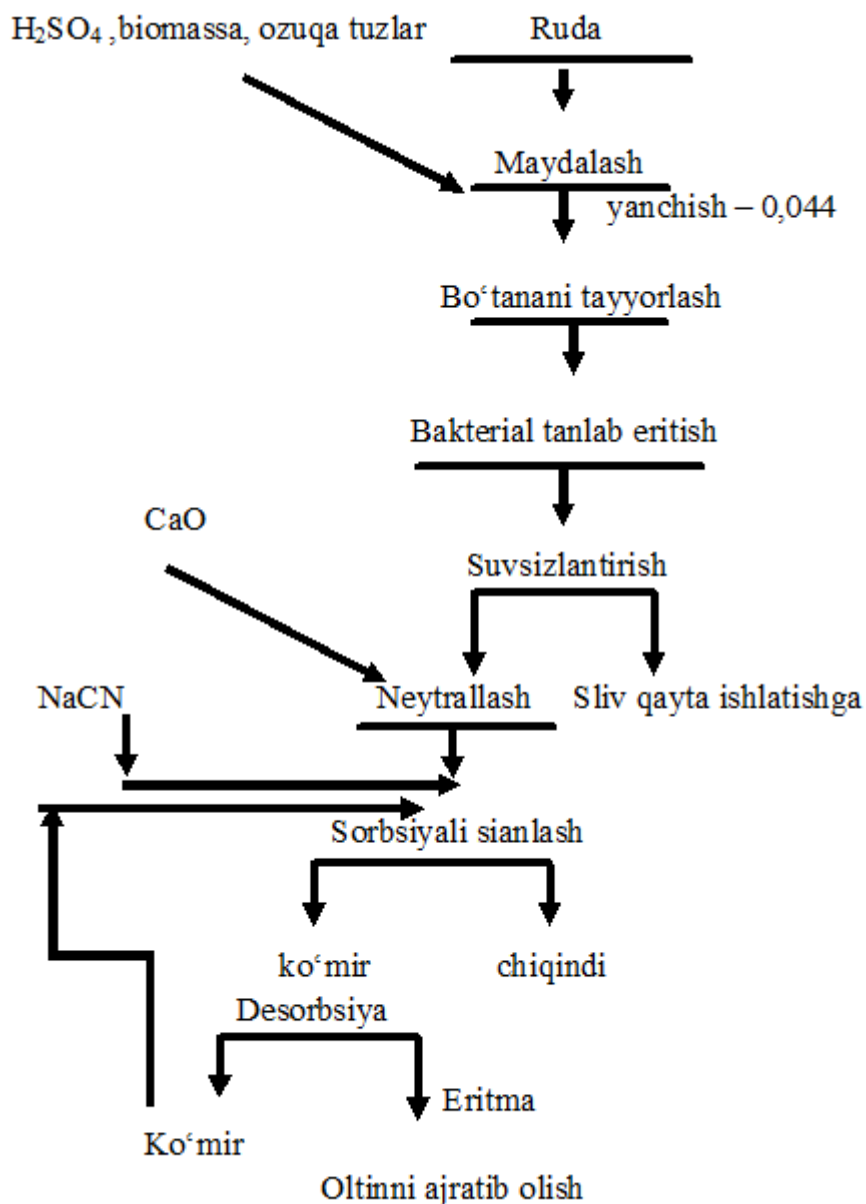 H₂SO₄ ,biomassa, ozuqa tuzlar
Ruda
Maydalash
yanchish – 0,044
Bo‘tanani tayyorlash
Bakterial tanlab eritish
CaO
Suvsizlantirish
NaCN
Neytrallash
Sliv qayta ishlatishga
Sorbsiyali sianlash
ko‘mir
chiqindi
Desorbsiya
Eritma
Ko‘mir
Oltinni ajratib olish